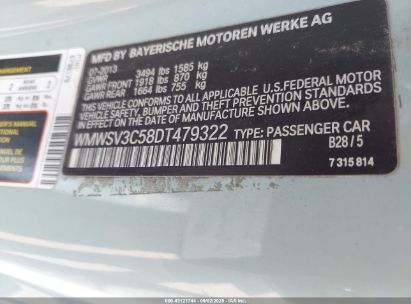 MFD BY BAYERISCHE MOTOREN WERKE AG
07-2013
GVWR 3494 lbs 1585 kg
GAWR FRONT 1918 lbs 870 kg
GAWR REAR 1664 lbs 755 kg
THIS CAR CONFORMS TO ALL APPLICABLE U.S.FEDERAL MOTOR
VEHICLE SAFETY, BUMPER AND THEFT PREVENTION STANDARDS IN
EFFECT ON THE DATE OF MANUFACTURE SHOWN ABOVE.
WMWSV3C58DT479322 TYPE: PASSENGER CAR
B28/5
7 315 814